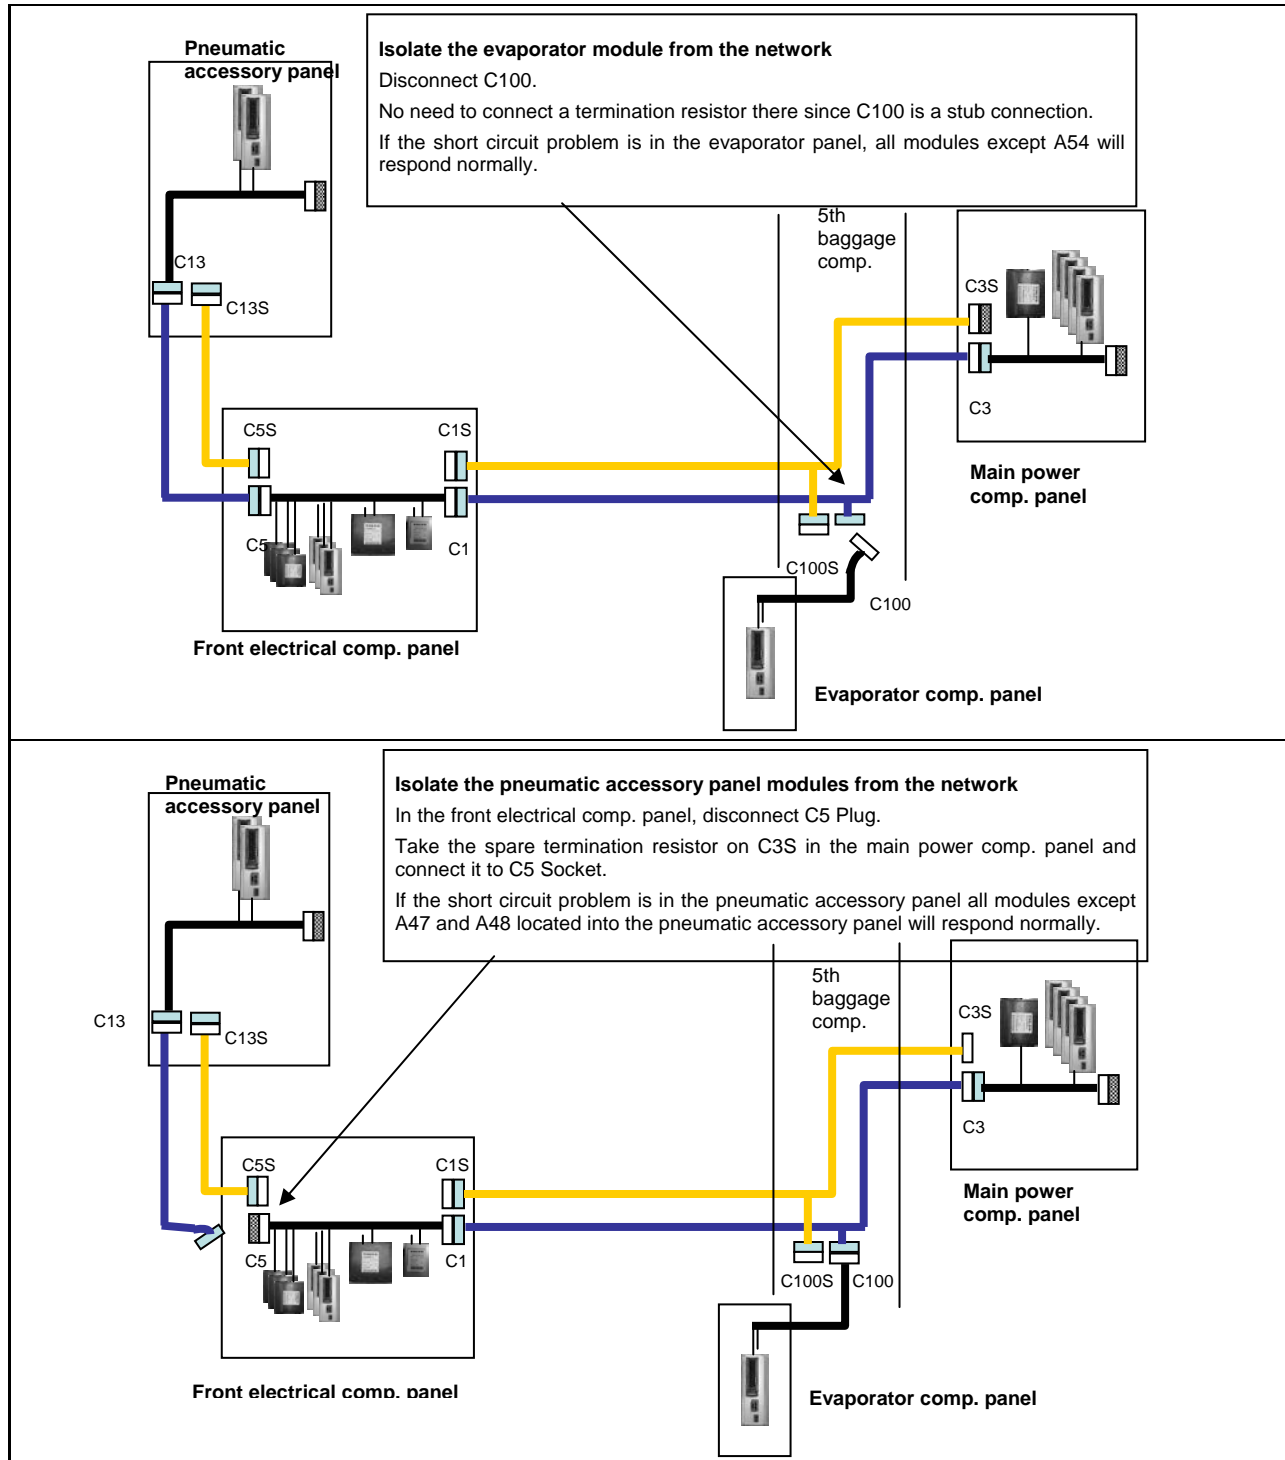 Pneumatic
accessory panel
Isolate the evaporator module from the network
Disconnect C100.
No need to connect a termination resistor there since C100 is a stub connection.
If the short circuit problem is in the evaporator panel, all modules except A54 will
respond normally.
5th
baggage
comp.
C13
C13S
C3S
C3
C5S
C1S
C5
C1
C100S
C100
Main power
comp. panel
Front electrical comp. panel
Evaporator comp. panel
Pneumatic
accessory panel
Isolate the pneumatic accessory panel modules from the network
In the front electrical comp. panel, disconnect C5 Plug.
Take the spare termination resistor on C3S in the main power comp. panel and
connect it to C5 Socket.
If the short circuit problem is in the pneumatic accessory panel all modules except
A47 and A48 located into the pneumatic accessory panel will respond normally.
5th
baggage
comp.
C13
C13S
C3S
C3
C5S
C1S
C5
C1
C100S
C100
Main power
comp. panel
Front electrical comp. panel
Evaporator comp. panel